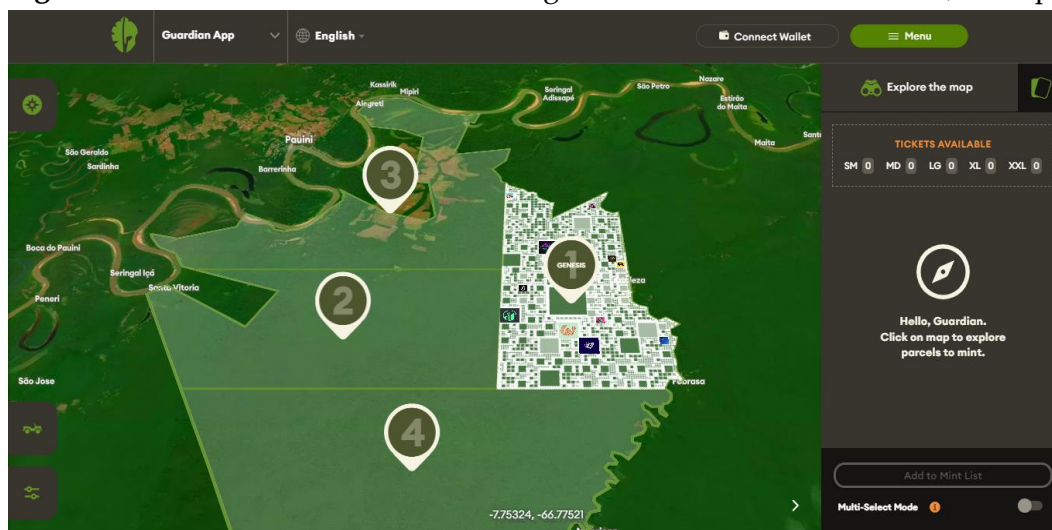 Guardian App
English
Connect Wallet
Menu
Explore the map
TICKETS AVAILABLE
SM 0 MD 0 LG 0 XL 0 XXL 0
Hello, Guardian.
Click on map to explore
parcels to mint.
Add to Mint List
Multi-Select Mode
Kassirik
Mipiri
Alegreti
Seringal
Adissapé
São Petro
Nazare
Estirão
do Malta
Malta
Pauini
São Geraldo
Sardinha
Barrerinha
3
Boca do Pauini
Seringal Içá
Santa Vitoria
Peneri
2
GENESIS
1
São Jose
4
-7.75324, -66.77521